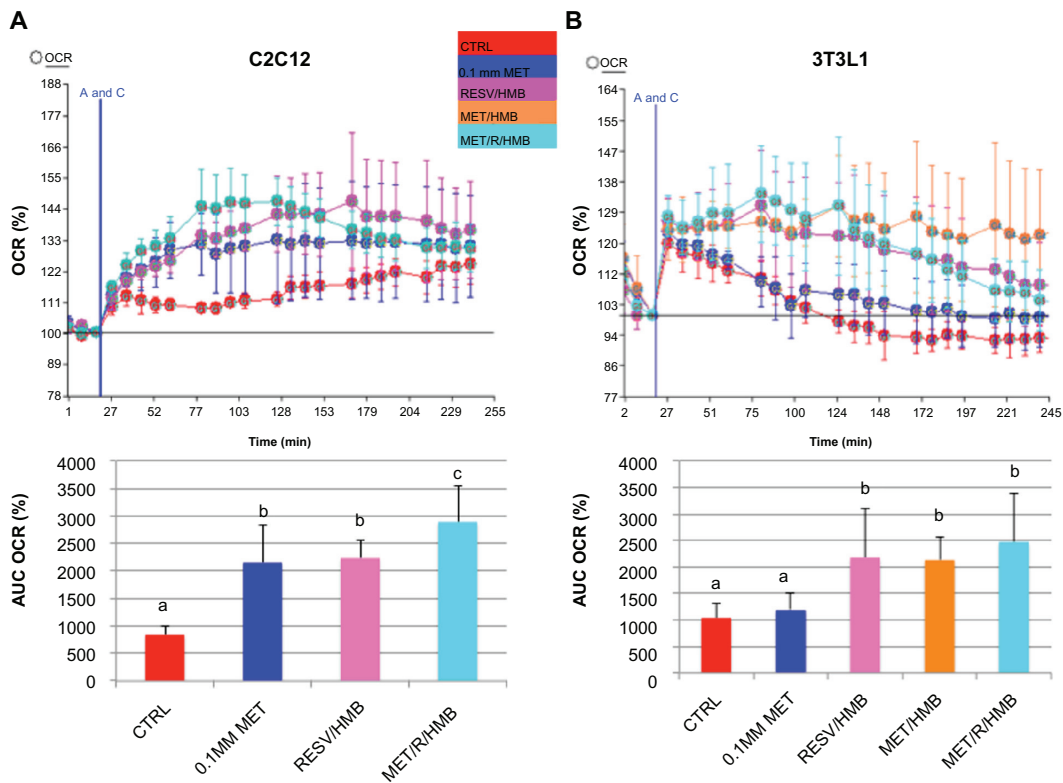 A
B
OCR
C2C12
CTRL
0.1 mm MET
RESV/HMB
MET/HMB
MET/R/HMB
OCR
3T3L1
A and C
A and C
OCR (%)
188
177
166
155
144
133
122
111
100
89
78
1 27 52 77 103 128 153 179 204 229 255
Time (min)
OCR (%)
164
155
147
138
129
120
112
103
94
86
77
2 27 51 75 100 124 148 172 197 221 245
Time (min)
AUC OCR (%)
4000
3500
3000
2500
2000
1500
1000
500
0
a
b
b
c
CTRL
0.1MM MET
RESV/HMB
MET/R/HMB
AUC OCR (%)
4000
3500
3000
2500
2000
1500
1000
500
0
a
a
b
b
b
CTRL
0.1MM MET
RESV/HMB
MET/HMB
MET/R/HMB